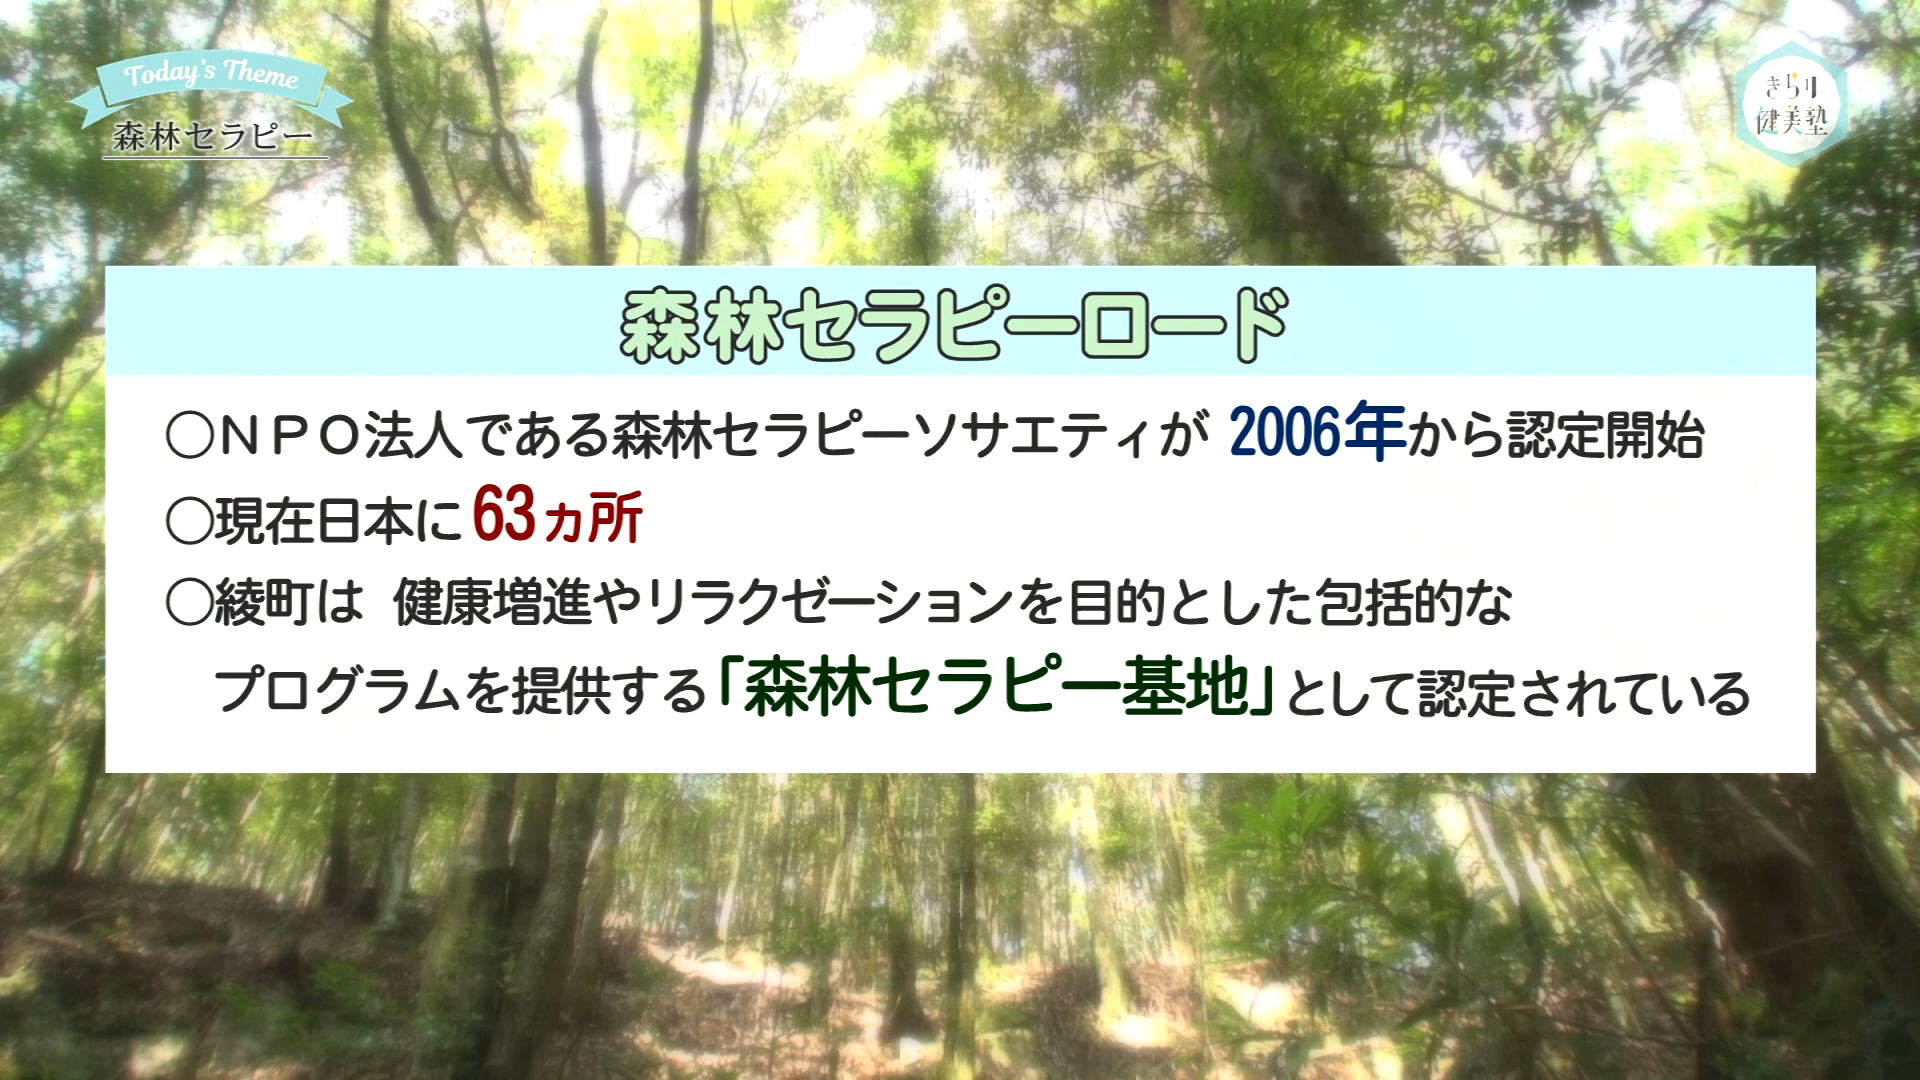 Today's Theme
森林セラピー
きらり
健美塾
森林セラピーロード
○ＮＰＯ法人である森林セラピーソサエティが 2006年から認定開始
○現在日本に 63ヵ所
○綾町は 健康増進やリラクゼーションを目的とした包括的な
プログラムを提供する「森林セラピー基地」として認定されている